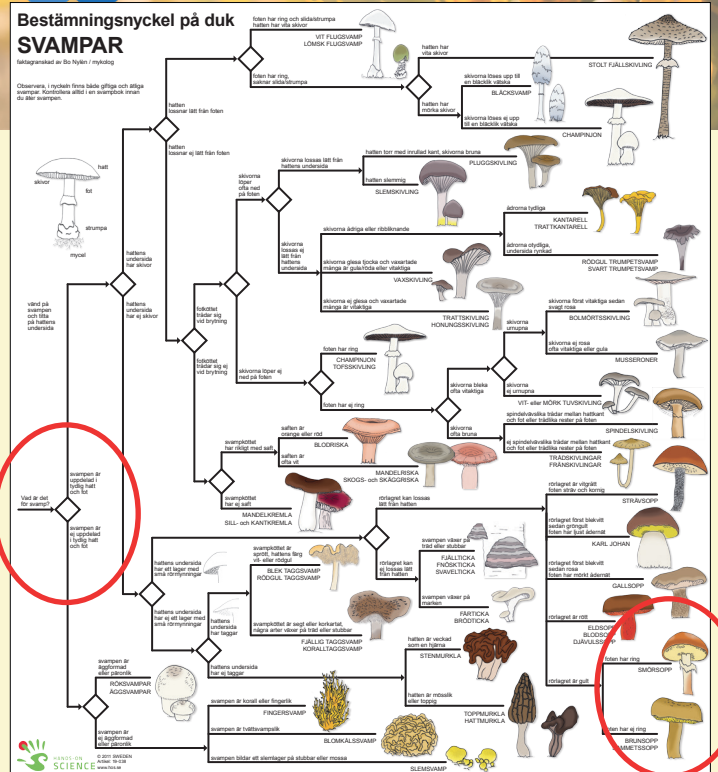 Bestämningsnyckel på duk
SVAMPAR
faktagranskad av Bo Nylén / mykolog
Observera, i nyckeln finns både giftiga och ätliga
svampar. Kontrollera alltid i en svampbok innan
du äter svampen.
hatt
skivor
fot
strumpa
mycel
Vad är det
för svamp?
svampen är
uppdelad i
tydlig hatt
och fot
svampen är
ej uppdelad
i tydlig hatt
och fot
vänd på
svampen
och titta
på hattens
undersida
hattens
undersida
har skivor
hattens
undersida
har ej skivor
hatten
lossnar lätt från foten
hatten
lossnar ej lätt från foten
foten har ring och slida/strumpa
hatten har vita skivor
VIT FLUGSVAMP
LÖMSK FLUGSVAMP
foten har ring,
saknar slida/strumpa
hatten har
vita skivor
STOLT FJÄLLSKIVLING
hatten har
mörka skivor
skivorna löses upp till
en bläcklik vätska
BLÄCKSVAMP
skivorna löses ej upp
till en bläcklik vätska
CHAMPINJON
fotköttet
trådar sig
vid brytning
fotköttet
trådar sig ej
vid brytning
skivorna
löper
ofta ned
på foten
skivorna löper ej
ned på foten
skivorna lossas lätt från
hattens undersida
hatten torr med inrullad kant, skivorna bruna
PLUGGSKIVLING
hatten slemmig
SLEMSKIVLING
skivorna
lossas
ej lätt
från
hattens
undersida
skivorna ådriga eller ribbliknande
ådrorna tydliga
KANTARELL
TRATTKANTARELL
ådrorna otydliga,
undersida rynkad
RÖDGUL TRUMPETSVAMP
SVART TRUMPETSVAMP
skivorna glesa tjocka och vaxartade
många är gula/röda eller vitaktiga
VAXSKIVLING
skivorna ej glesa och vaxartade
många är vitaktiga
TRATTSKIVLING
HONUNGSSKIVLING
foten har ring
CHAMPINJON
TOFSSKIVLING
foten har ej ring
skivorna bleka
ofta vitaktiga
skivorna
ofta bruna
skivorna
urnupna
skivorna
ej urnupna
skivorna först vitaktiga sedan
svagt rosa
BOLMÖRTSSKIVLING
skivorna ej rosa
ofta vitaktiga eller gula
MUSSERONER
VIT- eller MÖRK TUVSKIVLING
spindelvävslika trådar mellan hattkant
och fot eller trådlika rester på foten
SPINDELSKIVLING
ej spindelvävslika trådar mellan hattkant
och fot eller trådlika rester på foten
TRÅDSKIVLINGAR
FRÄNSKIVLINGAR
svampköttet
har rikligt med saft
saften är
orange eller röd
BLODRISKA
saften är
ofta vit
MANDELRISKA
SKOGS- och SKÄGGRISKA
svampköttet
har ej saft
MANDELKREMLA
SILL- och KANTKREMLA
hattens undersida
har ett lager med
små rörmynningar
hattens undersida
har ej ett lager med
små rörmynningar
rörlagret kan lossas
lätt från hatten
rörlagret kan
ej lossas lätt
från hatten
rörlagret är vitgrått
foten sträv och kornig
STRÄVSOPP
rörlagret först blekvitt
sedan gröngult
foten har ljust ådernät
KARL JOHAN
rörlagret först blekvitt
sedan rosa
foten har mörkt ådernät
GALLSOPP
rörlagret är rött
ELDSOPP
BLODSO
DJÄVULSSOPP
rörlagret är gult
foten har ring
SMÖRSOPP
foten har ej ring
BRUNSOPP
AMMETSSOPP
svampen växer på
träd eller stubbar
FJÄLLTICKA
FNÖSKTICKA
SVAVELTICKA
svampen växer på
marken
FÅRTICKA
BRÖDTICKA
hattens
undersida
har taggar
svampköttet är
sprött, hattens färg
vit- eller rödgul
BLEK TAGGSVAMP
RÖDGUL TAGGSVAMP
svampköttet är segt eller korkartat,
några arter växer på träd eller stubbar
FJÄLLIG TAGGSVAMP
KORALLTAGGSVAMP
hattens undersida
har ej taggar
hatten är veckad
som en hjärna
STENMURKLA
hatten är mösslik
eller toppig
TOPPMURKLA
HATTMURKLA
svampen är
äggformad
eller päronlik
RÖKSVAMPAR
ÄGGSVAMPAR
svampen är
ej äggformad
eller päronlik
svampen är korall eller fingerlik
FINGERSVAMP
svampen är tvättsvampslik
BLOMKÅLSSVAMP
svampen bildar ett slemlager på stubbar eller mossa
SLEMSVAMP
HANDS-ON
SCIENCE
© 2011 SWEDEN
Artikel: 19-038
www.hos.se